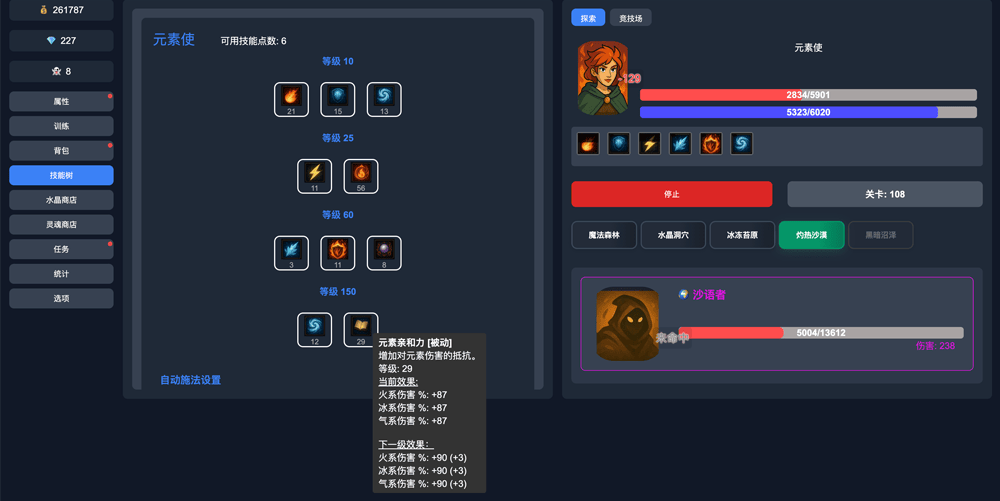 261787
227
8
属性
训练
背包
技能树
水晶商店
灵魂商店
任务
统计
选项
元素使
可用技能点数: 6
等级 10
21
15
13
等级 25
11
56
等级 60
3
11
8
等级 150
12
29
自动施法设置
元素亲和力 [被动]
增加对元素伤害的抵抗。
等级: 29
当前效果:
火系伤害 %: +87
冰系伤害 %: +87
气系伤害 %: +87
下一级效果:
火系伤害 %: +90 (+3)
冰系伤害 %: +90 (+3)
气系伤害 %: +90 (+3)
探索
竞技场
元素使
-129
2834/5901
5323/6020
停止
关卡: 108
魔法森林
水晶洞穴
冰冻苔原
灼热沙漠
黑暗沼泽
沙语者
未命中
5004/13612
伤害: 238